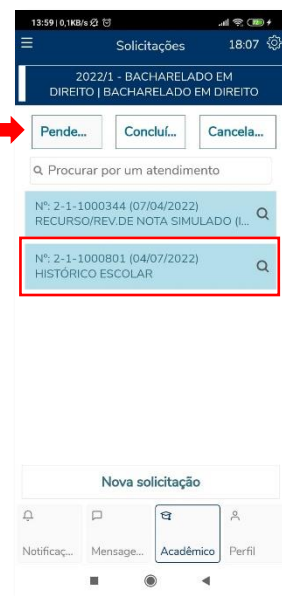 13:59 | 0,1KB/s
Solicitações 18:07
2022/1 - BACHARELADO EM
DIREITO | BACHARELADO EM DIREITO
Pende... Concluí... Cancela...
Procurar por um atendimento
Nº: 2-1-1000344 (07/04/2022)
RECURSO/REV.DE NOTA SIMULADO (I...
Nº: 2-1-1000801 (04/07/2022)
HISTÓRICO ESCOLAR
Nova solicitação
Notificaç... Mensage... Acadêmico Perfil